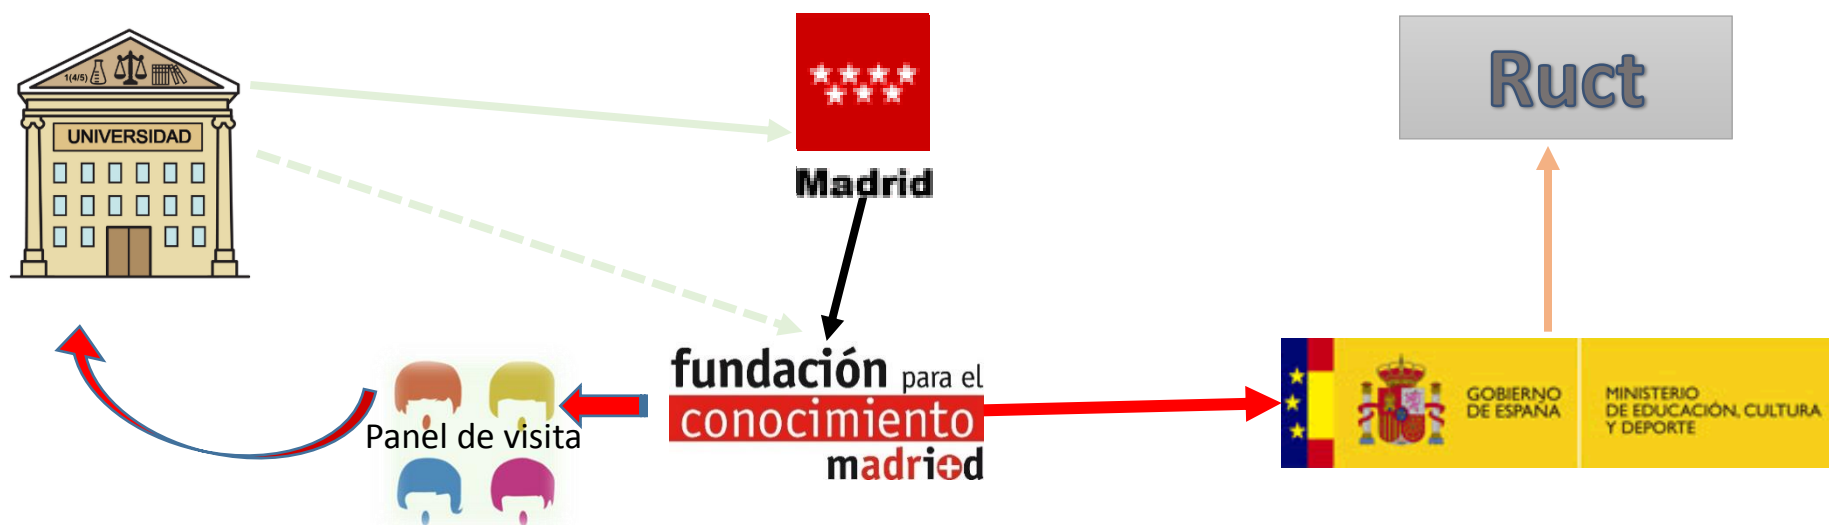 1(4/5)
UNIVERSIDAD
Madrid
Ruct
fundación para el
conocimiento
madri+d
Panel de visita
GOBIERNO
DE ESPAÑA
MINISTERIO
DE EDUCACIÓN, CULTURA
Y DEPORTE